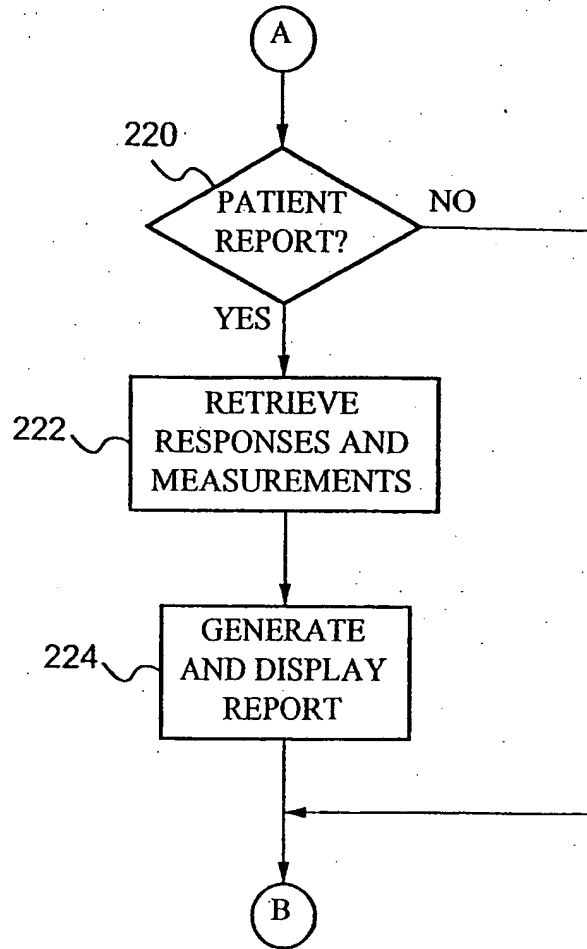 A
220
PATIENT
REPORT?
NO
YES
222
RETRIEVE
RESPONSES AND
MEASUREMENTS
224
GENERATE
AND DISPLAY
REPORT
B